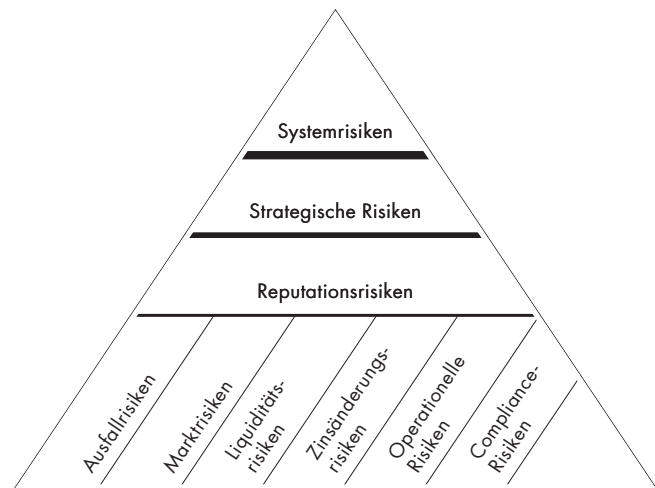 Systemrisiken
Strategische Risiken
Reputationsrisiken
Ausfallrisiken
Marktrisiken
Liquiditäts-
risiken
Zinsänderungs-
risiken
Operationelle
Risiken
Compliance-
Risiken